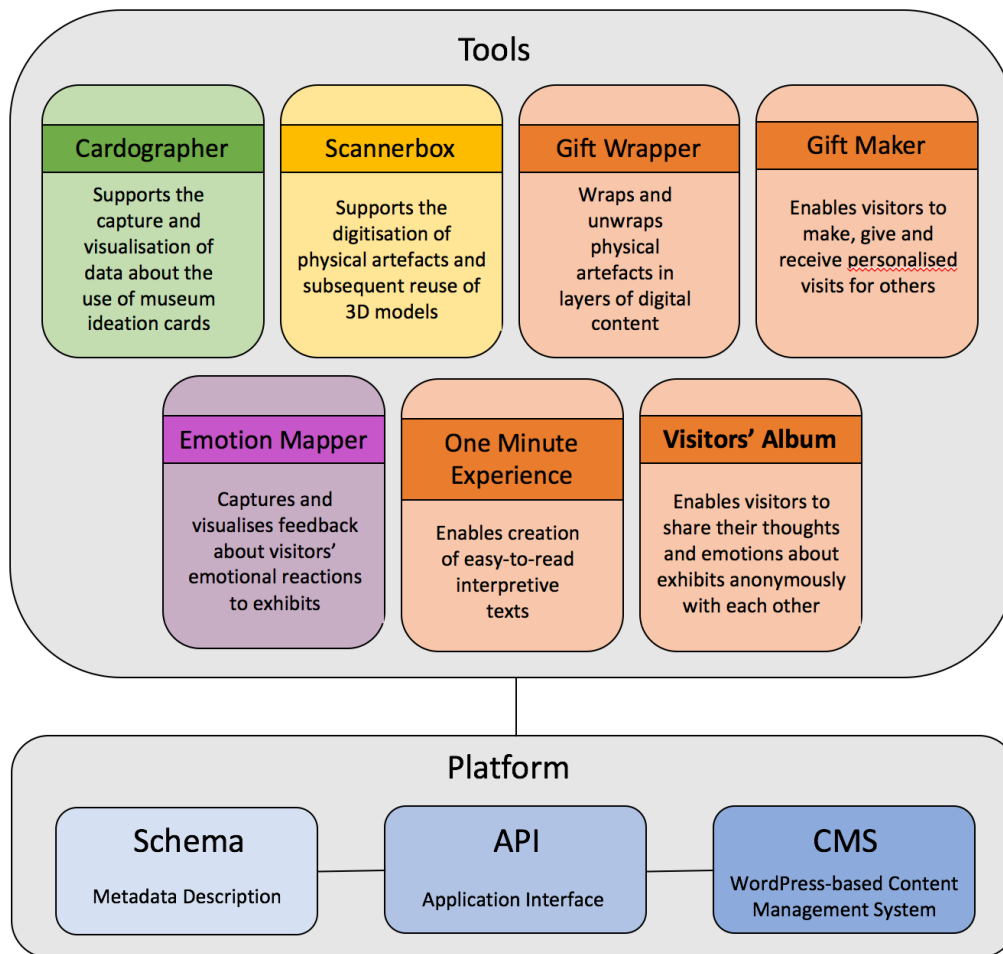 Tools
Cardographer
Supports the
capture and
visualisation of
data about the
use of museum
ideation cards
Scannerbox
Supports the
digitisation of
physical artefacts and
subsequent reuse of
3D models
Gift Wrapper
Wraps and
unwraps
physical
artefacts in
layers of digital
content
Gift Maker
Enables visitors to
make, give and
receive personalised
visits for others
Emotion Mapper
Captures and
visualises feedback
about visitors’
emotional reactions
to exhibits
One Minute
Experience
Enables creation
of easy-to-read
interpretive
texts
Visitors’ Album
Enables visitors to
share their thoughts
and emotions about
exhibits anonymously
with each other
Platform
Schema
Metadata Description
API
Application Interface
CMS
WordPress-based Content
Management System